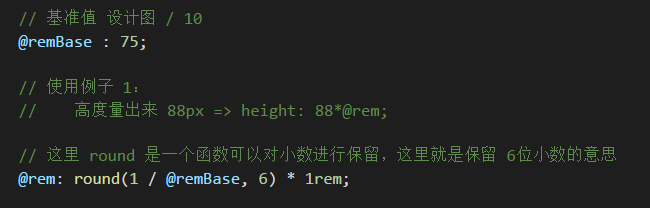 // 基准值 设计图 / 10
@remBase : 75;
// 使用例子 1:
// 高度量出来 88px => height: 88*@rem;
// 这里 round 是一个函数可以对小数进行保留，这里就是保留 6位小数的意思
@rem: round(1 / @remBase, 6) * 1rem;